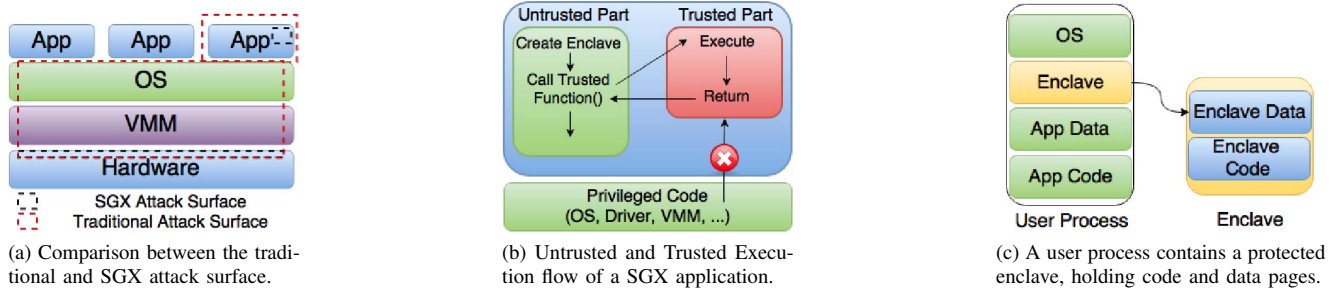 App
App
App
OS
VMM
Hardware
SGX Attack Surface
Traditional Attack Surface
(a) Comparison between the tradi-
tional and SGX attack surface.
Untrusted Part
Trusted Part
Create Enclave
Call Trusted
Function()
Execute
Return
Privileged Code
(OS, Driver, VMM, ...)
(b) Untrusted and Trusted Execu-
tion flow of a SGX application.
OS
Enclave
App Data
App Code
User Process
Enclave Data
Enclave
Code
Enclave
(c) A user process contains a protected
enclave, holding code and data pages.